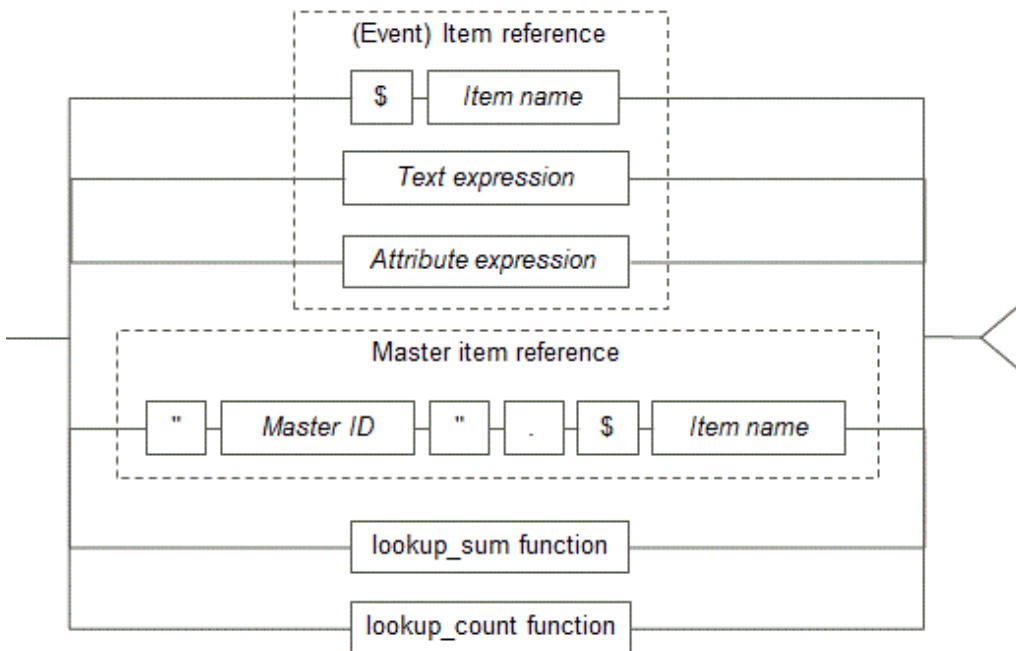 (Event) Item reference
$ Item name
Text expression
Attribute expression
Master item reference
" Master ID " . $ Item name
lookup_sum function
lookup_count function